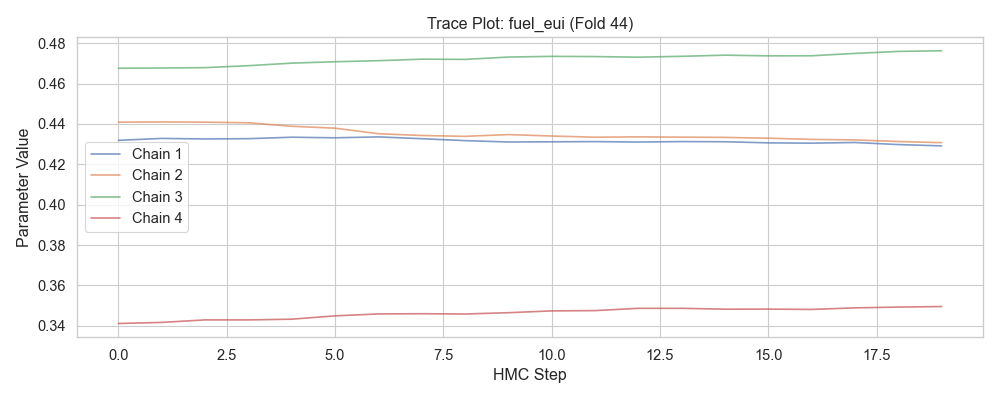 Trace Plot: fuel_eui (Fold 44)
Parameter Value
0.48
0.46
0.44
0.42
0.40
0.38
0.36
0.34
Chain 1
Chain 2
Chain 3
Chain 4
0.0 2.5 5.0 7.5 10.0 12.5 15.0 17.5
HMC Step